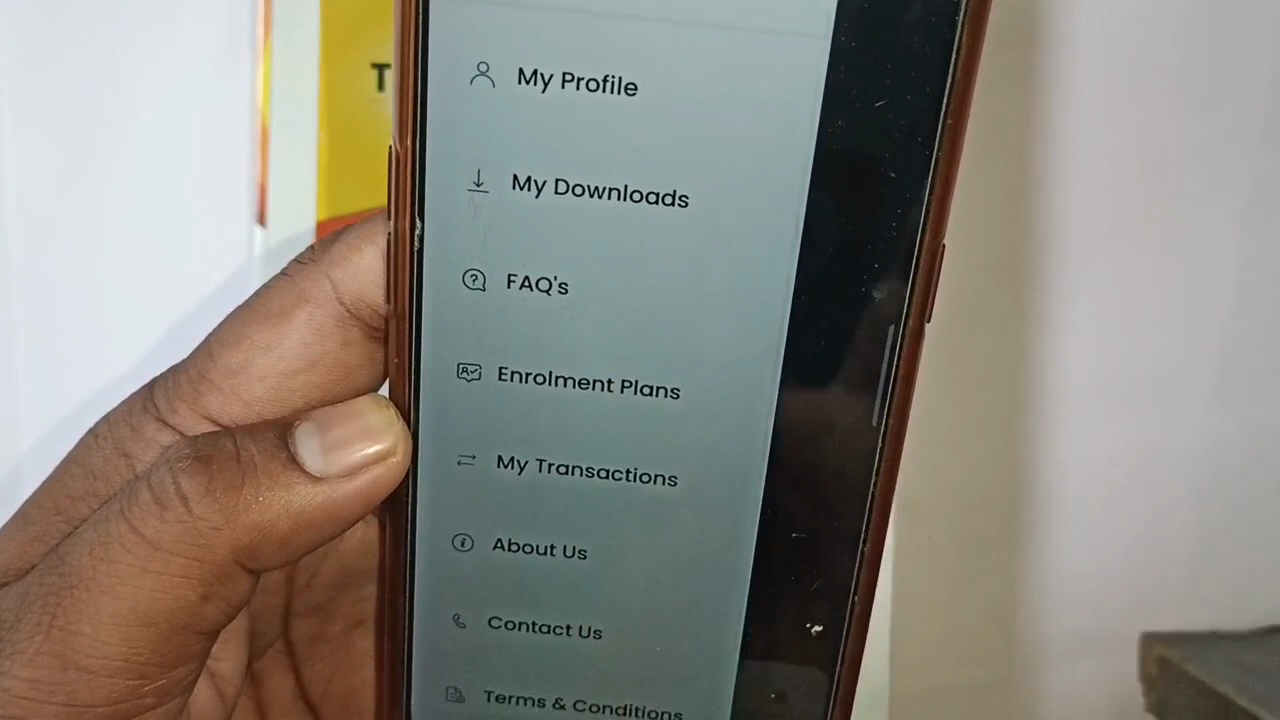 T
My Profile
My Downloads
FAQ's
Enrolment Plans
My Transactions
About Us
Contact Us
Terms & Conditions